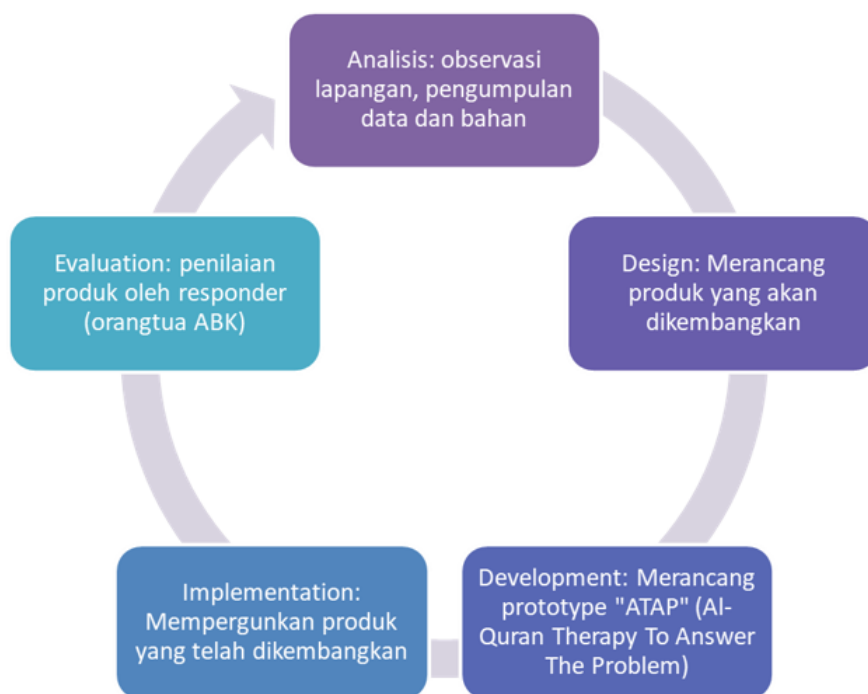 Analisis: observasi
lapangan, pengumpulan
data dan bahan
Design: Merancang
produk yang akan
dikembangkan
Development: Merancang
prototype "ATAP" (Al-
Quran Therapy To Answer
The Problem)
Implementation:
Mempergunkan produk
yang telah dikembangkan
Evaluation: penilaian
produk oleh responder
(orangtua ABK)